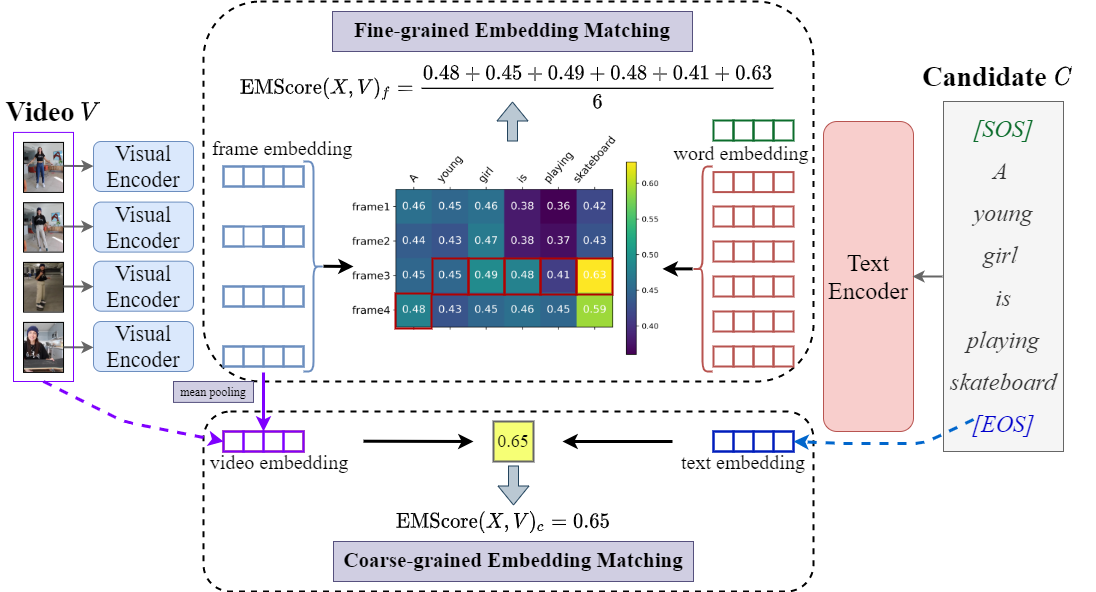 Fine-grained Embedding Matching
EMScore(X, V)_f = (0.48 + 0.45 + 0.49 + 0.48 + 0.41 + 0.63) / 6
Video V
Candidate C
Visual
Encoder
Visual
Encoder
Visual
Encoder
Visual
Encoder
frame embedding
A young girl is playing skateboard
frame1 0.46 0.45 0.46 0.38 0.36 0.42
frame2 0.44 0.43 0.47 0.38 0.37 0.43
frame3 0.45 0.45 0.49 0.48 0.41 0.63
frame4 0.48 0.43 0.45 0.46 0.45 0.59
0.60
0.55
0.50
0.45
0.40
word embedding
Text
Encoder
[SOS]
A
young
girl
is
playing
skateboard
[EOS]
mean pooling
video embedding
0.65
text embedding
EMScore(X, V)_c = 0.65
Coarse-grained Embedding Matching